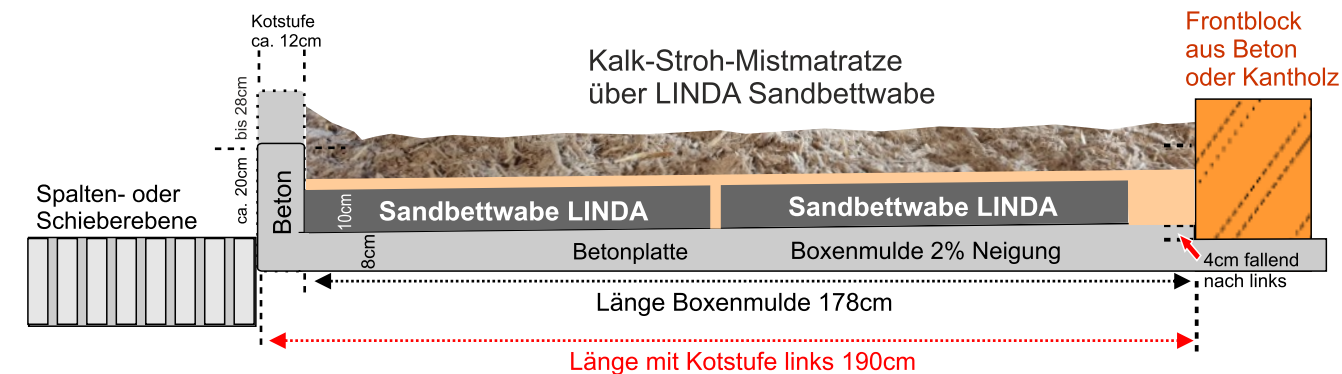 Kotstufe
ca. 12cm
Kalk-Stroh-Mistmatratze
über LINDA Sandbettwabe
Frontblock
aus Beton
oder Kantholz
bis 28cm
ca. 20cm
Spalten- oder
Schieberebene
Beton
10cm
Sandbettwabe LINDA
Sandbettwabe LINDA
8cm
Betonplatte
Boxenmulde 2% Neigung
4cm fallend
nach links
Länge Boxenmulde 178cm
Länge mit Kotstufe links 190cm